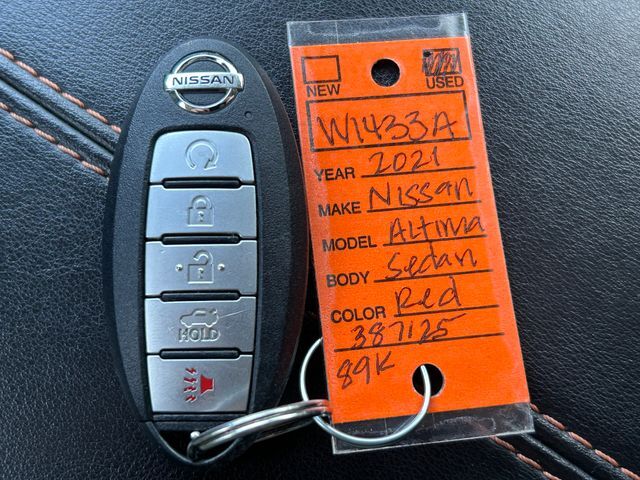 NISSAN
HOLD
NEW USED
W1433A
YEAR 2021
MAKE Nissan
MODEL Altima
BODY Sedan
COLOR Red
387125
89K